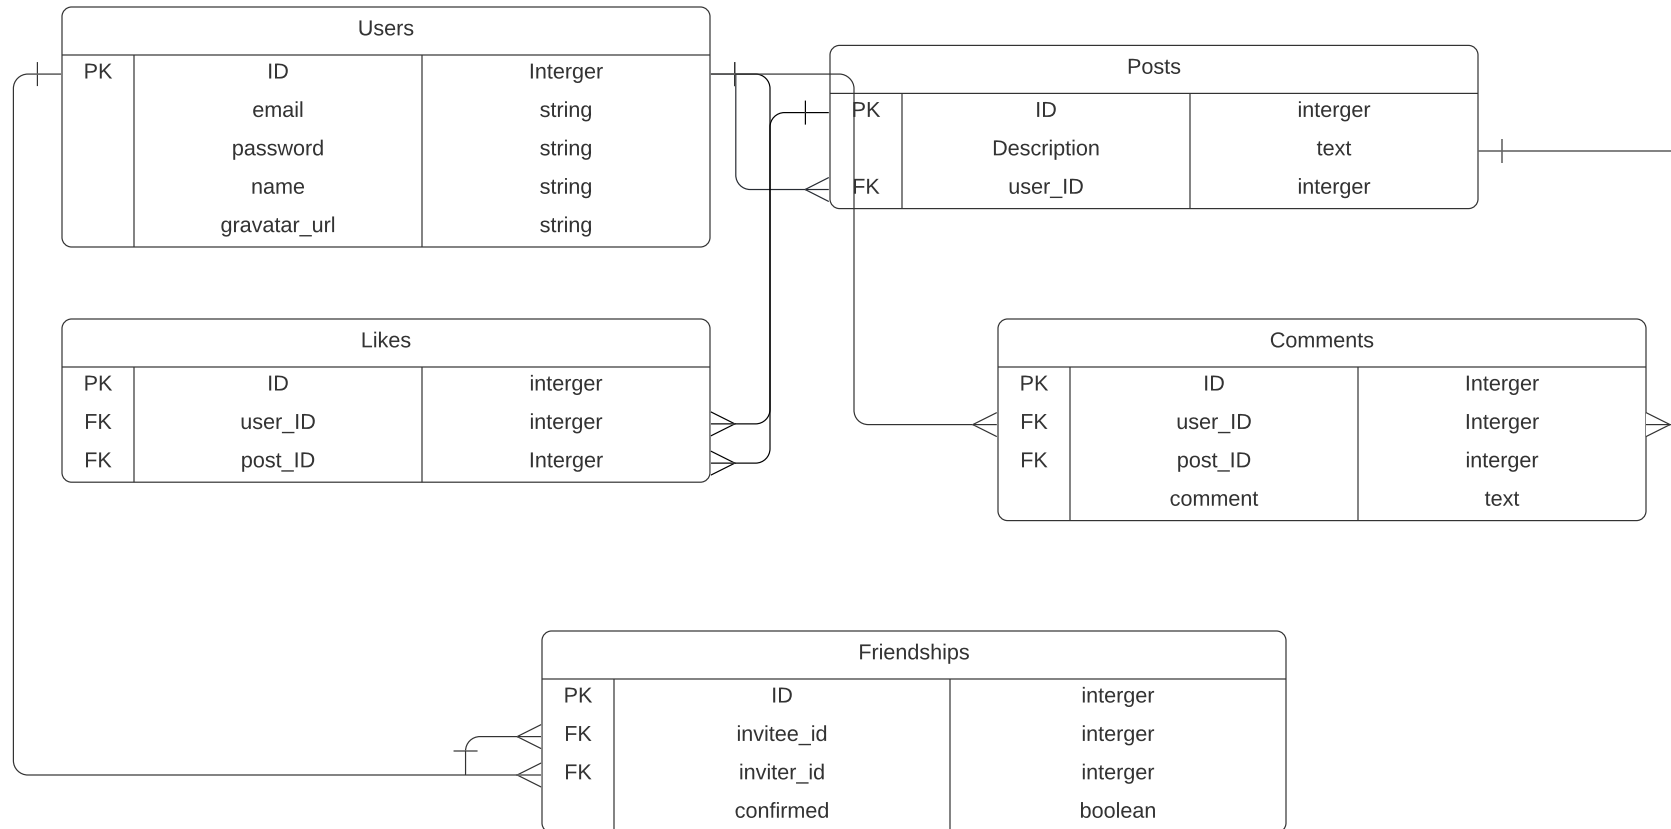 Users
PK ID Interger
email string
password string
name string
gravatar_url string
Posts
PK ID interger
Description text
FK user_ID interger
Likes
PK ID interger
FK user_ID interger
FK post_ID Interger
Comments
PK ID Interger
FK user_ID Interger
FK post_ID interger
comment text
Friendships
PK ID interger
FK invitee_id interger
FK inviter_id interger
confirmed boolean